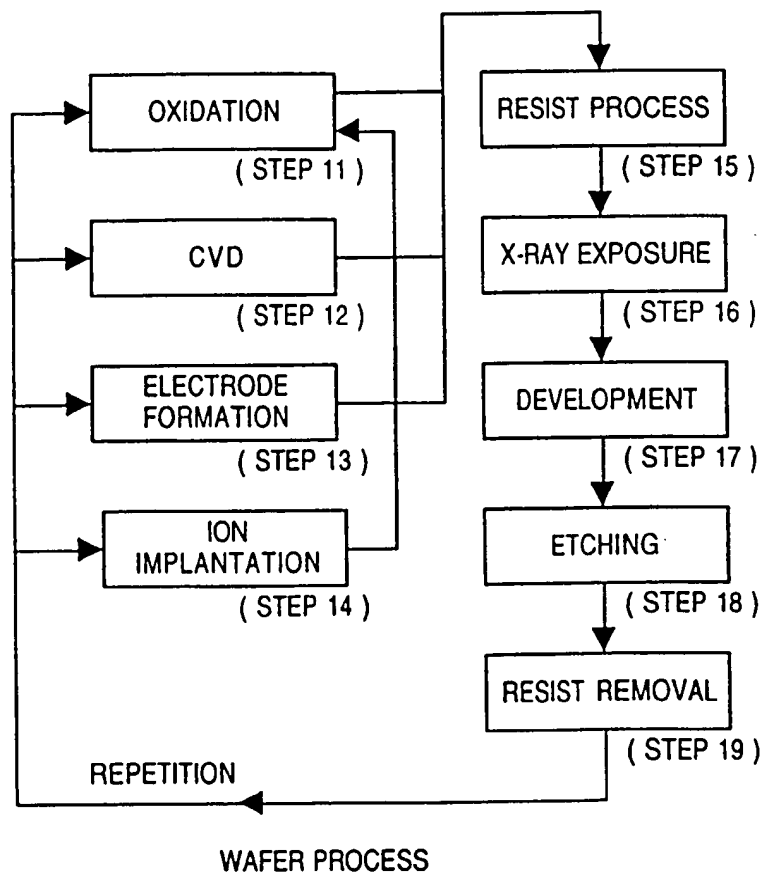 OXIDATION
( STEP 11 )
CVD
( STEP 12 )
ELECTRODE
FORMATION
( STEP 13 )
ION
IMPLANTATION
( STEP 14 )
RESIST PROCESS
( STEP 15 )
X-RAY EXPOSURE
( STEP 16 )
DEVELOPMENT
( STEP 17 )
ETCHING
( STEP 18 )
RESIST REMOVAL
( STEP 19 )
REPETITION
WAFER PROCESS